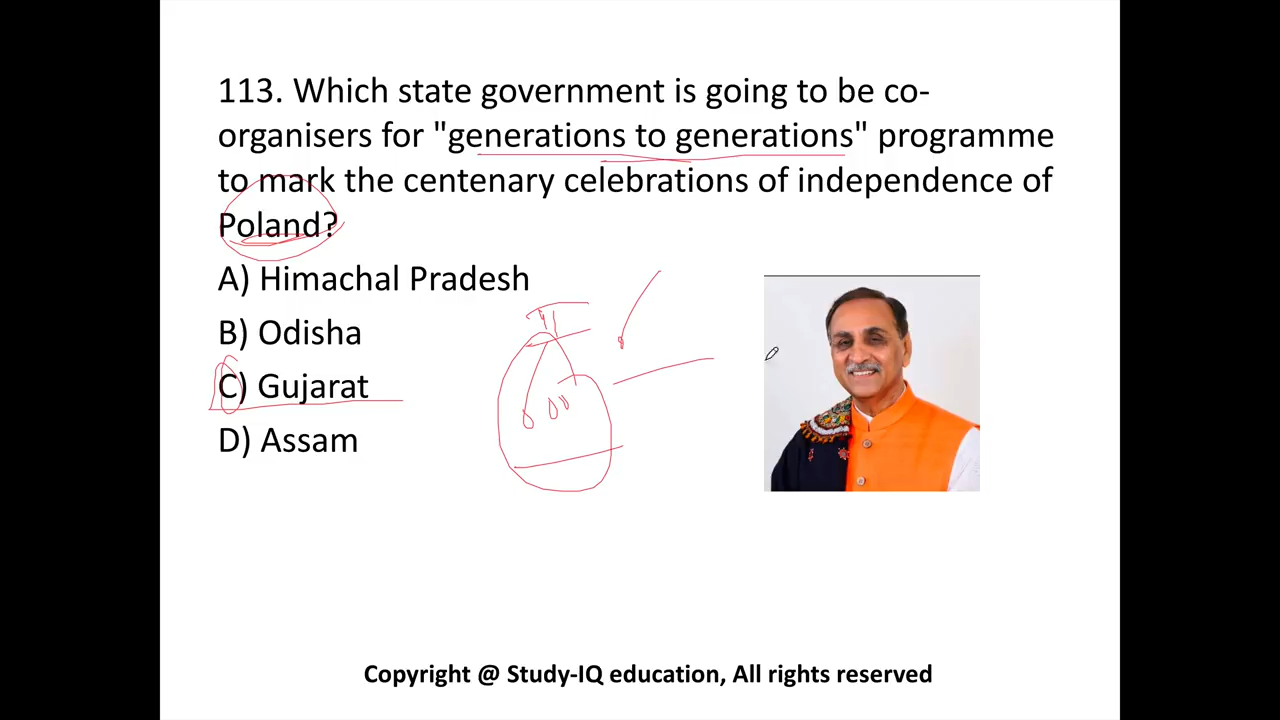 113. Which state government is going to be co-
organisers for "generations to generations" programme
to mark the centenary celebrations of independence of
Poland?
A) Himachal Pradesh
B) Odisha
C) Gujarat
D) Assam
Copyright @ Study-IQ education, All rights reserved